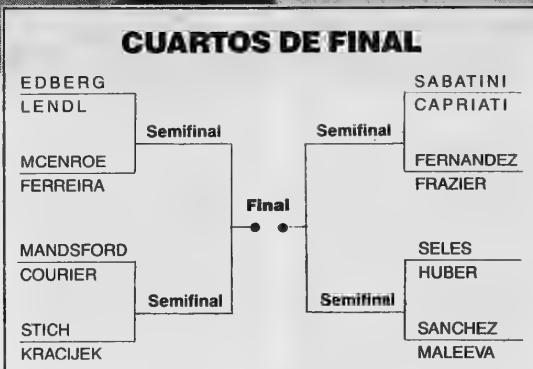 CUARTOS DE FINAL
EDBERG
LENDL
Semifinal
MCENROE
FERREIRA
MANDSFORD
COURIER
Semifinal
STICH
KRACIJEK
Final
SABATINI
CAPRIATI
Semifinal
FERNANDEZ
FRAZIER
SELES
HUBER
Semifinal
SANCHEZ
MALEEVA